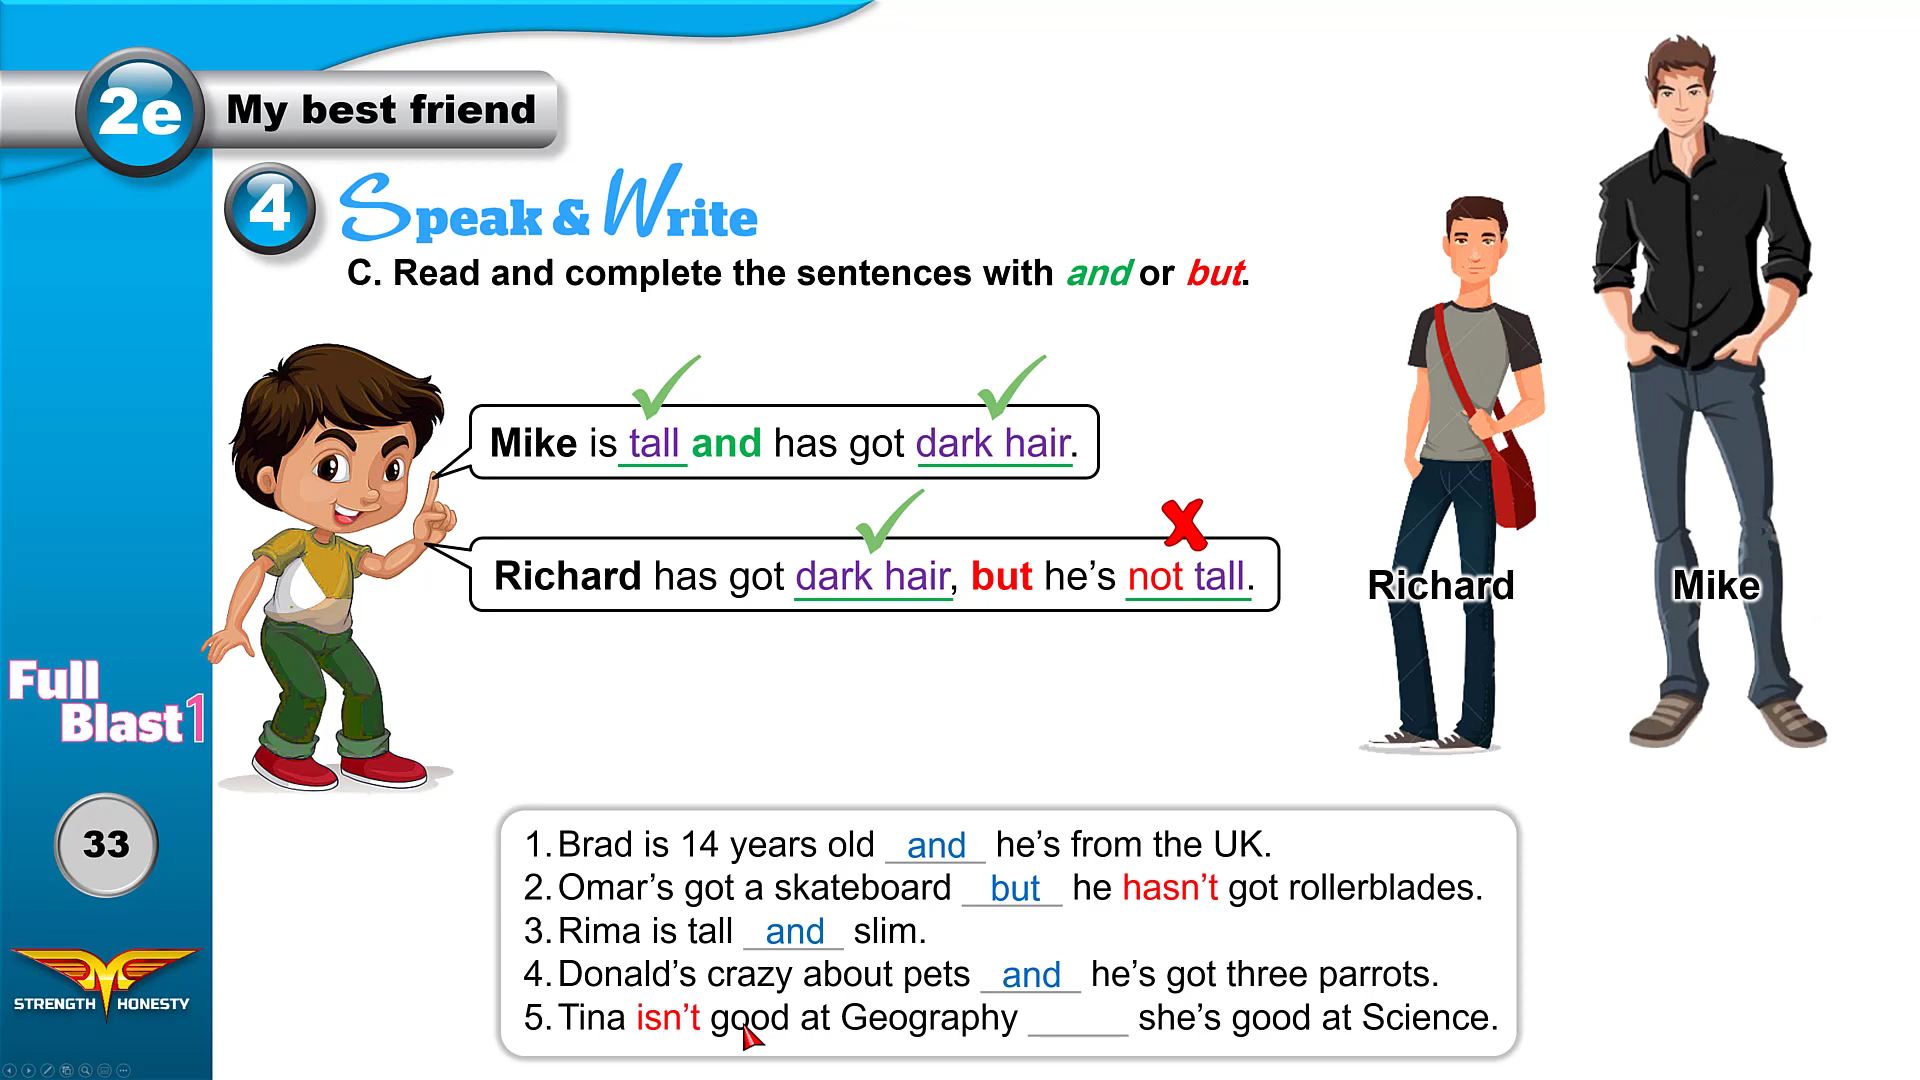 2e My best friend
4 Speak & Write
C. Read and complete the sentences with and or but.
Mike is tall and has got dark hair.
Richard has got dark hair, but he's not tall.
Richard
Mike
Full
Blast 1
33
STRENGTH HONESTY
1. Brad is 14 years old and he's from the UK.
2. Omar's got a skateboard but he hasn't got rollerblades.
3. Rima is tall and slim.
4. Donald's crazy about pets and he's got three parrots.
5. Tina isn't good at Geography ______ she's good at Science.